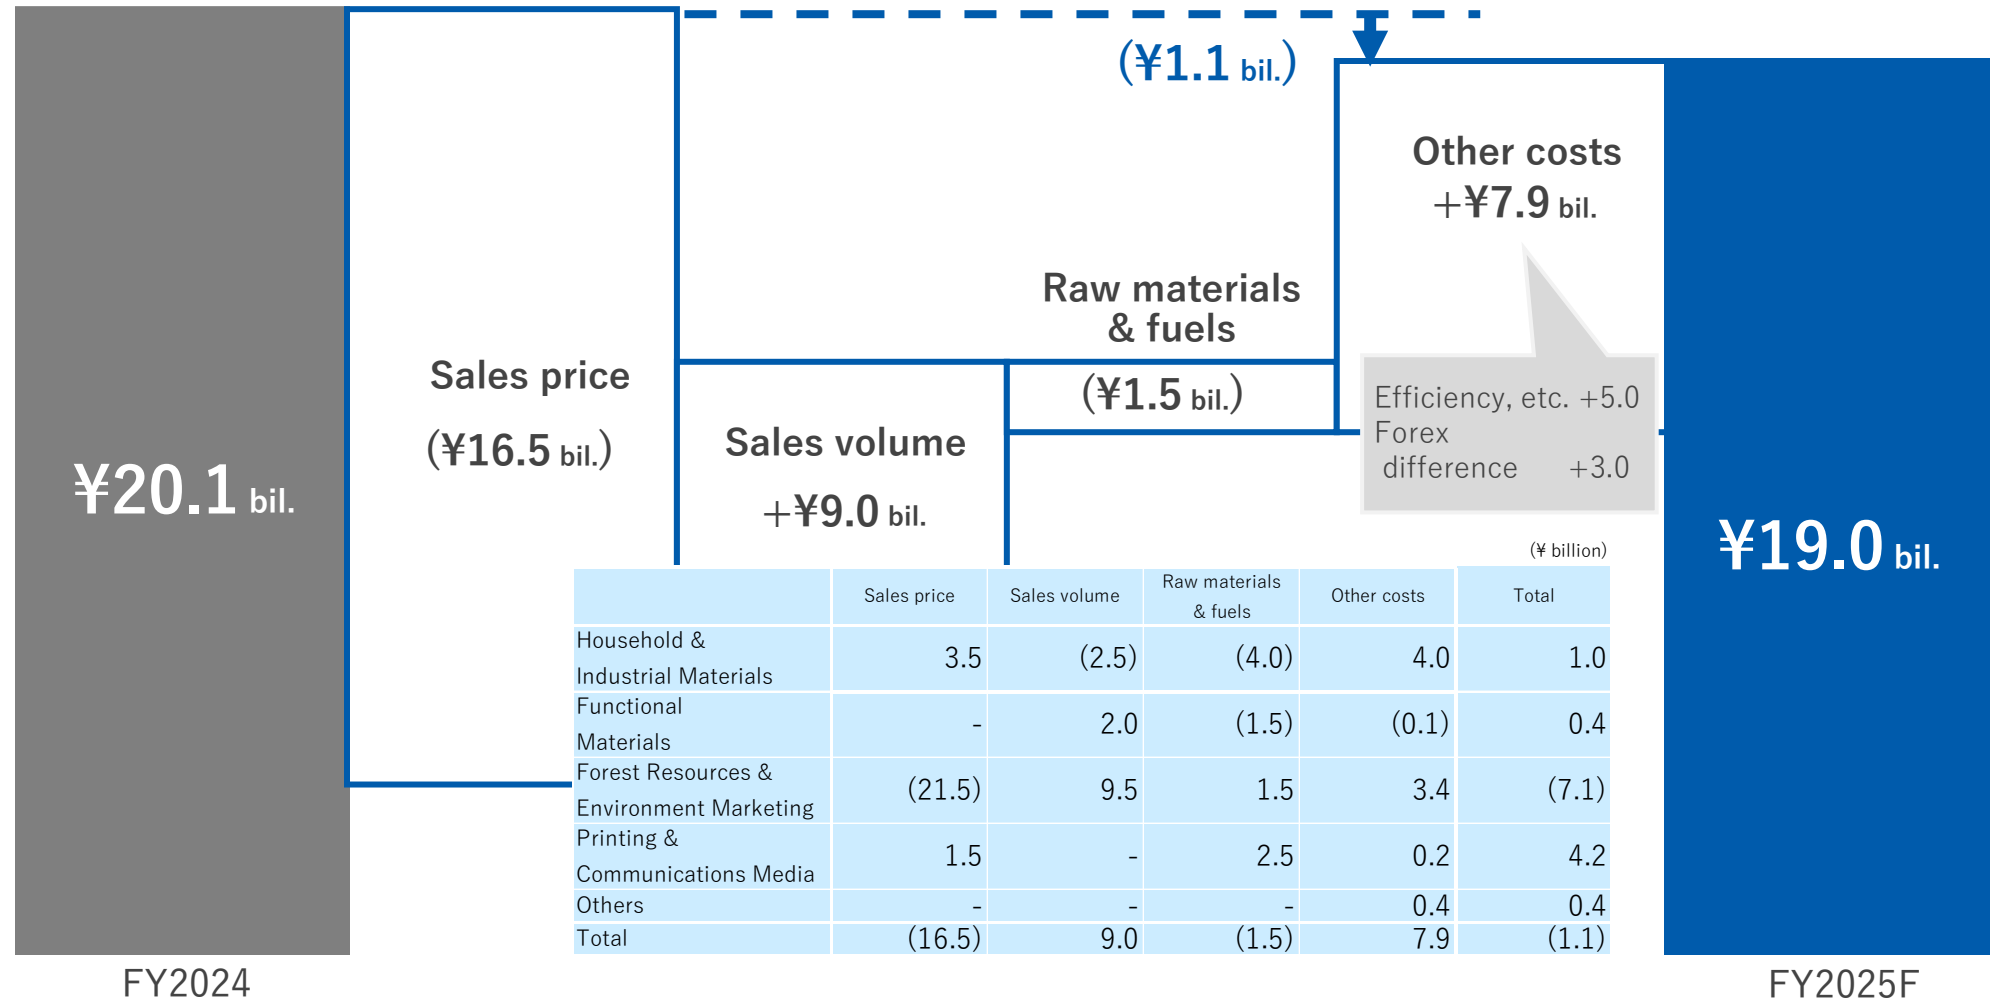 (¥1.1 bil.)
Other costs
+¥7.9 bil.
Raw materials
& fuels
(¥1.5 bil.)
Sales price
(¥16.5 bil.)
Sales volume
+¥9.0 bil.
Efficiency, etc. +5.0
Forex
difference +3.0
¥20.1 bil.
¥19.0 bil.
(¥ billion)
Sales price Sales volume Raw materials & fuels Other costs Total
Household &
Industrial Materials 3.5 (2.5) (4.0) 4.0 1.0
Functional
Materials - 2.0 (1.5) (0.1) 0.4
Forest Resources &
Environment Marketing (21.5) 9.5 1.5 3.4 (7.1)
Printing &
Communications Media 1.5 - 2.5 0.2 4.2
Others - - - 0.4 0.4
Total (16.5) 9.0 (1.5) 7.9 (1.1)
FY2024
FY2025F